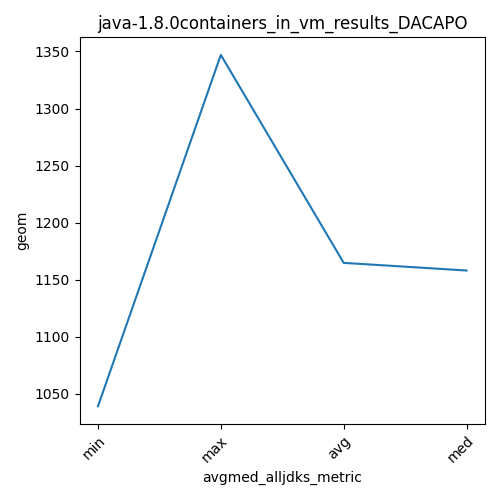 java-1.8.0containers_in_vm_results_DACAPO
1350
1300
1250
1200
1150
1100
1050
geom
min
max
avg
med
avgmed_alljdks_metric